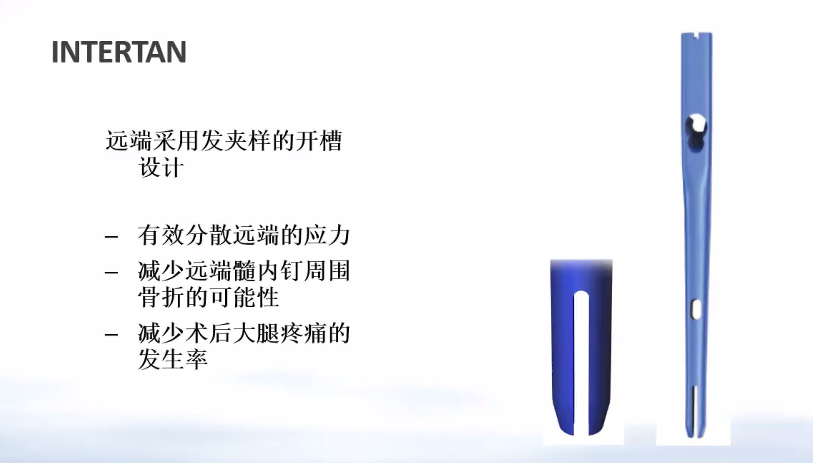 INTERTAN
远端采用发夹样的开槽
设计
– 有效分散远端的应力
– 减少远端髓内钉周围
骨折的可能性
– 减少术后大腿疼痛的
发生率